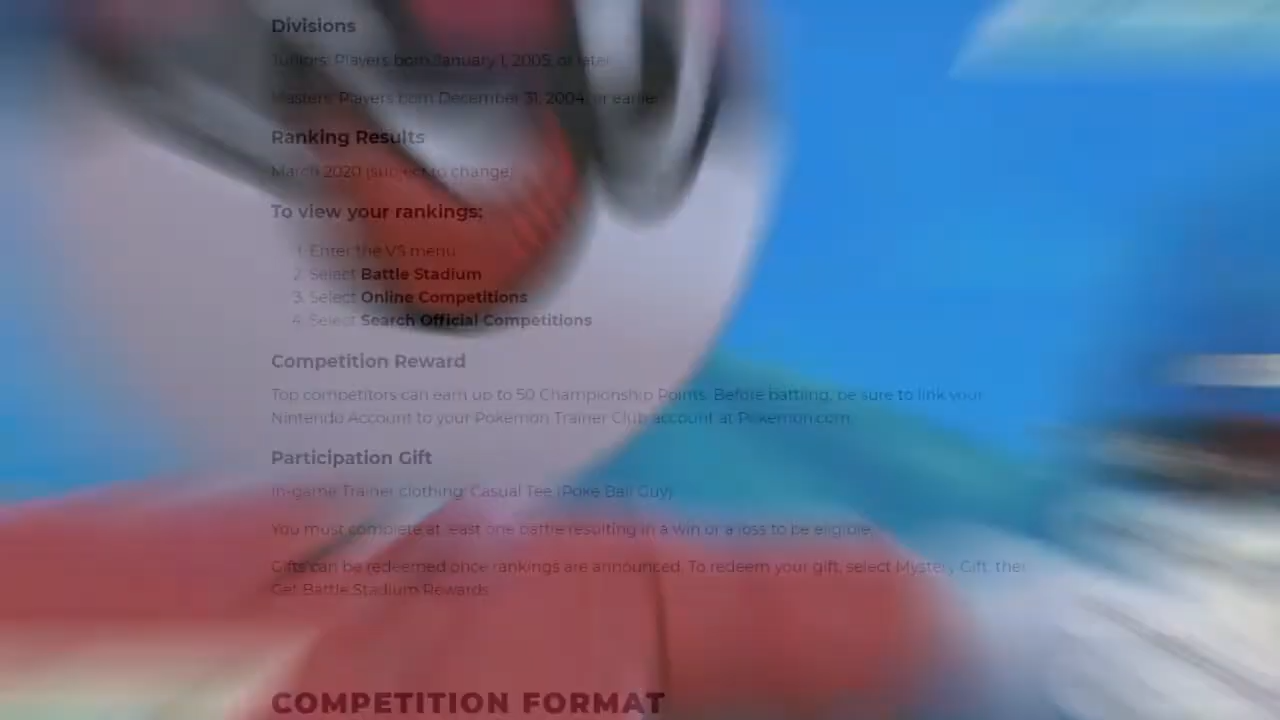 Divisions
Juniors: Players born January 1, 2005, or later
Masters: Players born December 31, 2004, or earlier
Ranking Results
March 2020 (subject to change)
To view your rankings:
1. Enter the VS menu
2. Select Battle Stadium
3. Select Online Competitions
4. Select Search Official Competitions
Competition Reward
Top competitors can earn up to 50 Championship Points. Before battling, be sure to link your
Nintendo Account to your Pokemon Trainer Club account at Pokemon.com.
Participation Gift
In-game Trainer clothing: Casual Tee (Poke Ball Guy)
You must complete at least one battle resulting in a win or a loss to be eligible.
Gifts can be redeemed once rankings are announced. To redeem your gift, select Mystery Gift, then
Get Battle Stadium Rewards.
COMPETITION FORMAT